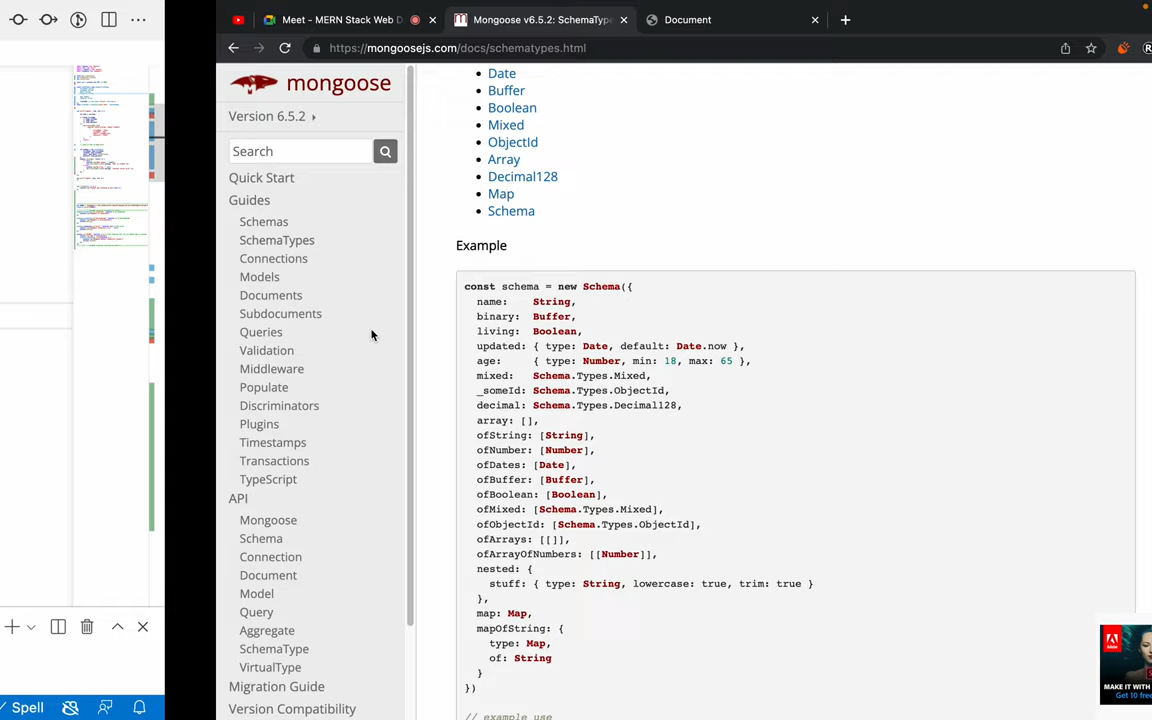 Meet - MERN Stack Web D
Mongoose v6.5.2: SchemaType
Document
https://mongoosejs.com/docs/schematypes.html
mongoose
Version 6.5.2
Search
Quick Start
Guides
Schemas
SchemaTypes
Connections
Models
Documents
Subdocuments
Queries
Validation
Middleware
Populate
Discriminators
Plugins
Timestamps
Transactions
TypeScript
API
Mongoose
Schema
Connection
Document
Model
Query
Aggregate
SchemaType
VirtualType
Migration Guide
Version Compatibility
Date
Buffer
Boolean
Mixed
ObjectId
Array
Decimal128
Map
Schema
Example
const schema = new Schema({
name: String,
binary: Buffer,
living: Boolean,
updated: { type: Date, default: Date.now },
age: { type: Number, min: 18, max: 65 },
mixed: Schema.Types.Mixed,
_someId: Schema.Types.ObjectId,
decimal: Schema.Types.Decimal128,
array: [],
ofString: [String],
ofNumber: [Number],
ofDates: [Date],
ofBuffer: [Buffer],
ofBoolean: [Boolean],
ofMixed: [Schema.Types.Mixed],
ofObjectId: [Schema.Types.ObjectId],
ofArrays: [[]],
ofArrayOfNumbers: [[Number]],
nested: {
stuff: { type: String, lowercase: true, trim: true }
},
map: Map,
mapOfString: {
type: Map,
of: String
}
})
// example use
MAKE IT WITH
Get 10 free
Spell